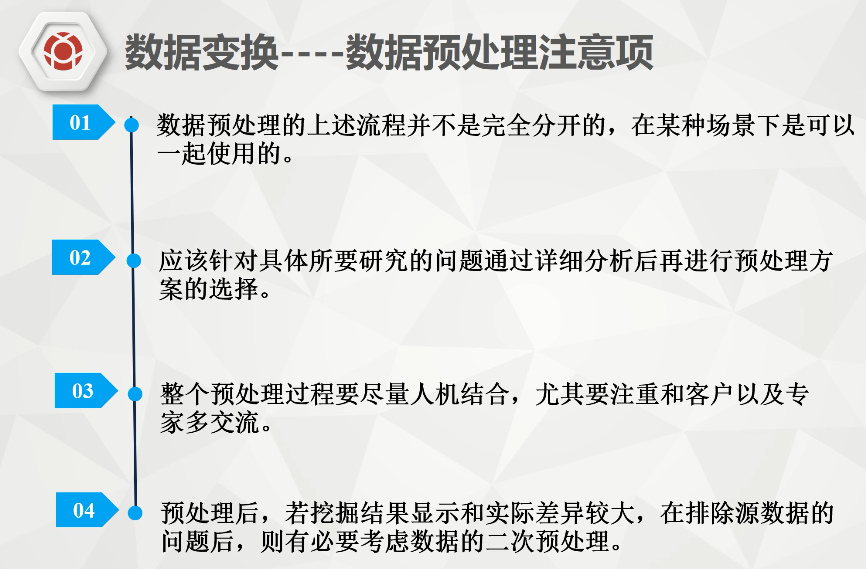 数据变换----数据预处理注意项
01
数据预处理的上述流程并不是完全分开的，在某种场景下是可以
一起使用的。
02
应该针对具体所要研究的问题通过详细分析后再进行预处理方
案的选择。
03
整个预处理过程要尽量人机结合，尤其要注重和客户以及专
家多交流。
04
预处理后，若挖掘结果显示和实际差异较大，在排除源数据的
问题后，则有必要考虑数据的二次预处理。